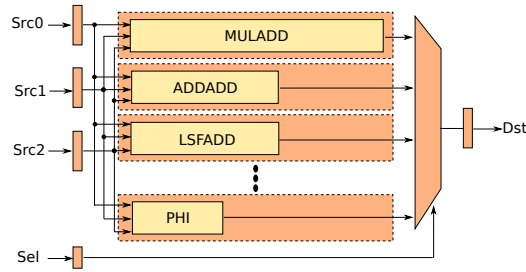 Src0
MULADD
Src1
ADDADD
Dst
LSFADD
Src2
PHI
Sel